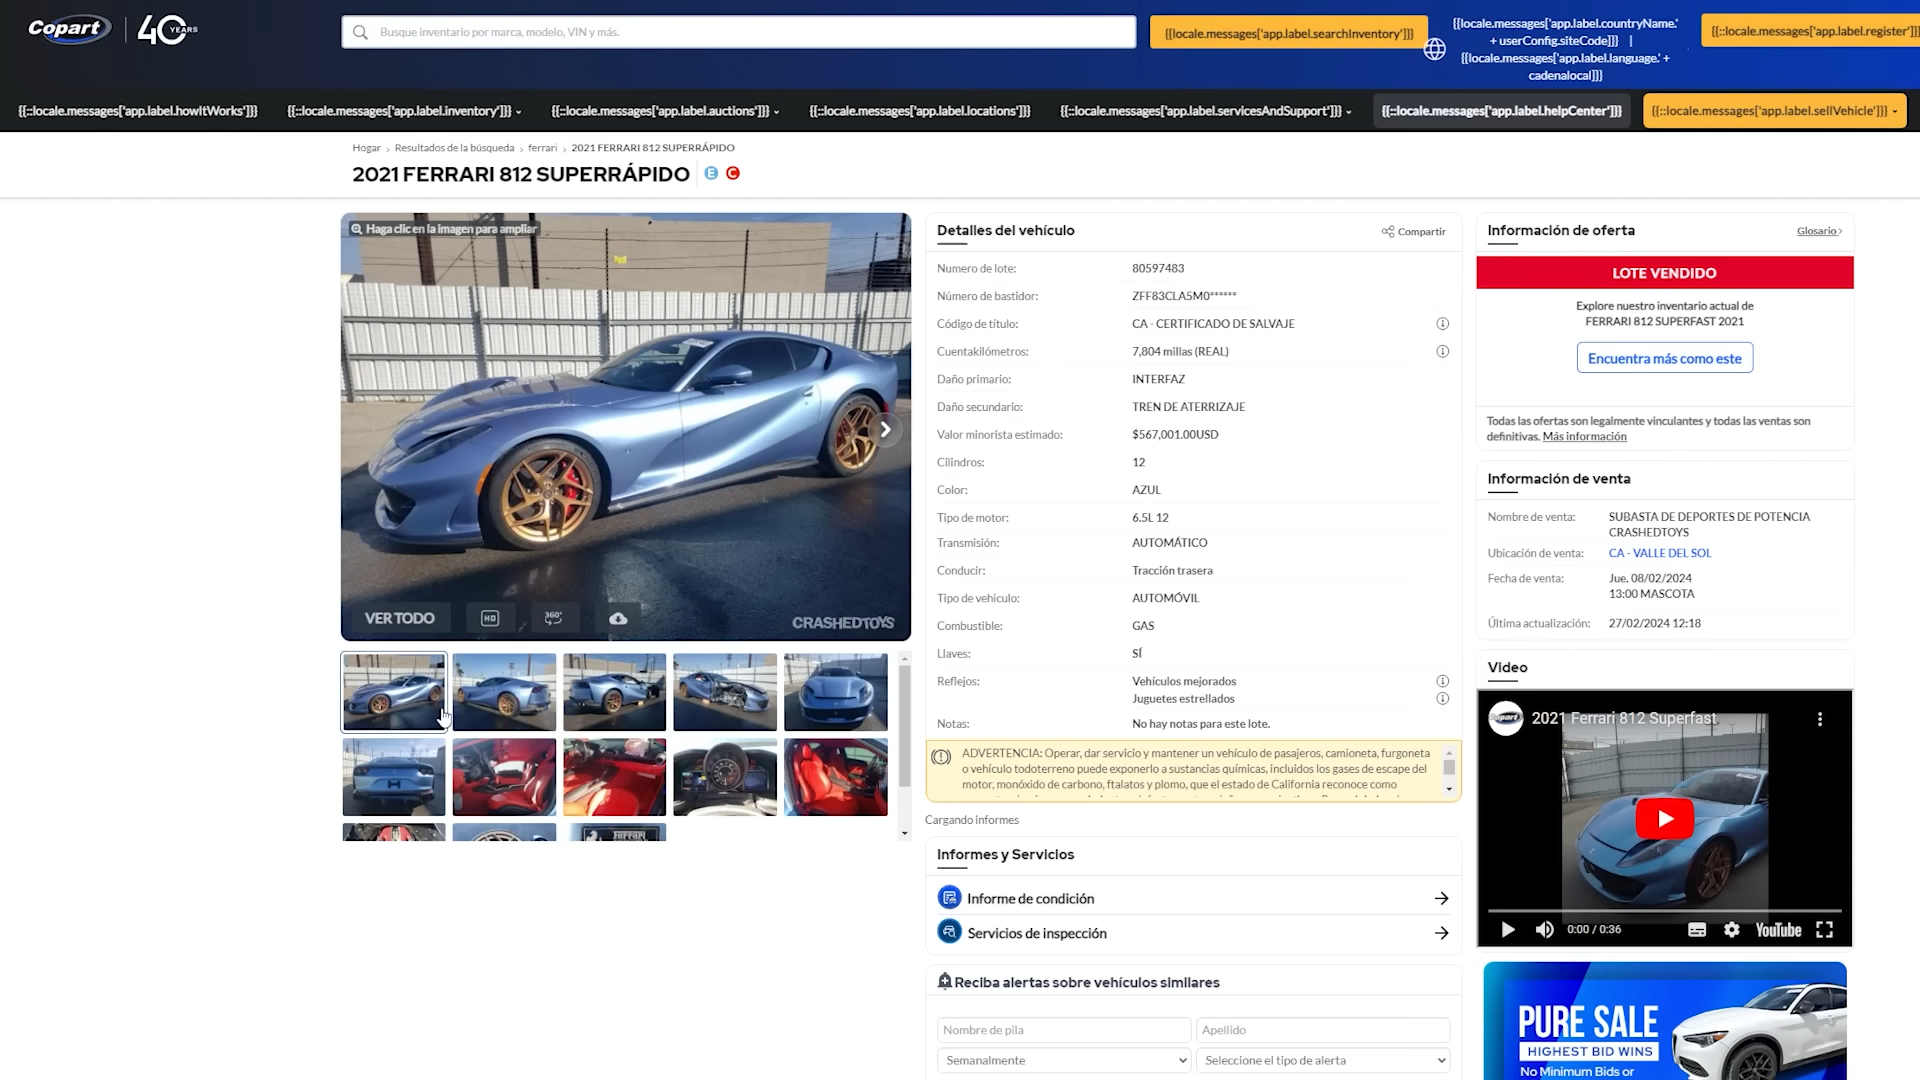 Copart
40 YEARS
Busque inventario por marca, modelo, VIN y más.
{{locale.messages['app.label.searchInventory']}}
{{locale.messages['app.label.countryName.'
+ userConfig.siteCode]}} |
{{locale.messages['app.label.language.' +
cadenalocal]}}
{{::locale.messages['app.label.register']}}
{{::locale.messages['app.label.howItWorks']}}
{{::locale.messages['app.label.inventory']}}
{{::locale.messages['app.label.auctions']}}
{{::locale.messages['app.label.locations']}}
{{::locale.messages['app.label.servicesAndSupport']}}
{{::locale.messages['app.label.helpCenter']}}
{{::locale.messages['app.label.sellVehicle']}}
Hogar › Resultados de la búsqueda › ferrari › 2021 FERRARI 812 SUPERRÁPIDO
2021 FERRARI 812 SUPERRÁPIDO
E C
Haga clic en la imagen para ampliar
VER TODO
HD
360°
CRASHEDTOYS
Detalles del vehículo
Compartir
Numero de lote: 80597483
Número de bastidor: ZFF83CLA5M0******
Código de título: CA - CERTIFICADO DE SALVAJE
Cuentakilómetros: 7,804 millas (REAL)
Daño primario: INTERFAZ
Daño secundario: TREN DE ATERRIZAJE
Valor minorista estimado: $567,001.00USD
Cilindros: 12
Color: AZUL
Tipo de motor: 6.5L 12
Transmisión: AUTOMÁTICO
Conducir: Tracción trasera
Tipo de vehiculo: AUTOMÓVIL
Combustible: GAS
Llaves: SÍ
Reflejos: Vehículos mejorados
Juguetes estrellados
Notas: No hay notas para este lote.
ADVERTENCIA: Operar, dar servicio y mantener un vehículo de pasajeros, camioneta, furgoneta
o vehículo todoterreno puede exponerlo a sustancias químicas, incluidos los gases de escape del
motor, monóxido de carbono, ftalatos y plomo, que el estado de California reconoce como
Cargando informes
Informes y Servicios
Informe de condición
Servicios de inspección
Reciba alertas sobre vehículos similares
Nombre de pila
Apellido
Semanalmente
Seleccione el tipo de alerta
Información de oferta
Glosario
LOTE VENDIDO
Explore nuestro inventario actual de
FERRARI 812 SUPERFAST 2021
Encuentra más como este
Todas las ofertas son legalmente vinculantes y todas las ventas son
definitivas. Más información
Información de venta
Nombre de venta: SUBASTA DE DEPORTES DE POTENCIA
CRASHEDTOYS
Ubicación de venta: CA - VALLE DEL SOL
Fecha de venta: Jue. 08/02/2024
13:00 MASCOTA
Última actualización: 27/02/2024 12:18
Video
Copart
2021 Ferrari 812 Superfast
0:00 / 0:36
YouTube
PURE SALE
HIGHEST BID WINS
No Minimum Bids or